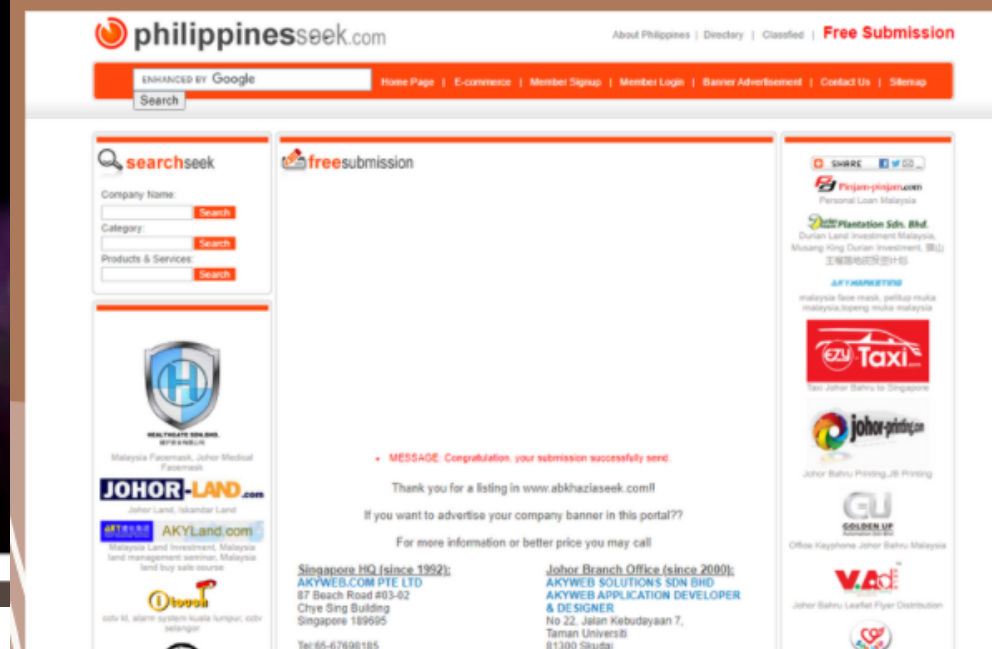 philippinesseek.com
About Philippines | Directory | Classified | Free Submission
ENHANCED BY Google
Search
Home Page | E-commerce | Member Signup | Member Login | Banner Advertisement | Contact Us | Sitemap
searchseek
Company Name:
Search
Category:
Search
Products & Services:
Search
HEALTHGATE SDN.BHD.
Malaysia Facemask, Johor Medical
Facemask
JOHOR-LAND.com
Johor Land, Iskandar Land
AKYLand.com
Malaysia Land Investment, Malaysia
land management seminar, Malaysia
land buy sale course
itouch
cctv kl, alarm system kuala lumpur, cctv
selangor
freesubmission
MESSAGE: Congratulation, your submission successfully send.
Thank you for a listing in www.abkhaziaseek.com!!
If you want to advertise your company banner in this portal??
For more information or better price you may call
Singapore HQ (since 1992):
AKYWEB.COM PTE LTD
87 Beach Road #03-02
Chye Sing Building
Singapore 189695
Tel:65-67698185
Johor Branch Office (since 2000):
AKYWEB SOLUTIONS SDN BHD
AKYWEB APPLICATION DEVELOPER
& DESIGNER
No 22, Jalan Kebudayaan 7,
Taman Universiti
81300 Skudai
SHARE
Pinjam-pinjam.com
Personal Loan Malaysia
Plantation Sdn. Bhd.
Durian Land Investment Malaysia,
Musang King Durian Investment,
AKYMARKETING
malaysia face mask, pelitup muka
malaysia,topeng muka malaysia
EZY Taxi.com
Taxi Johor Bahru to Singapore
johor-printing.com
Johor Bahru Printing,JB Printing
GU
GOLDEN UP
Automation Sdn Bhd
Office Keyphone Johor Bahru Malaysia
V.Ad
Johor Bahru Leaflet Flyer Distribution